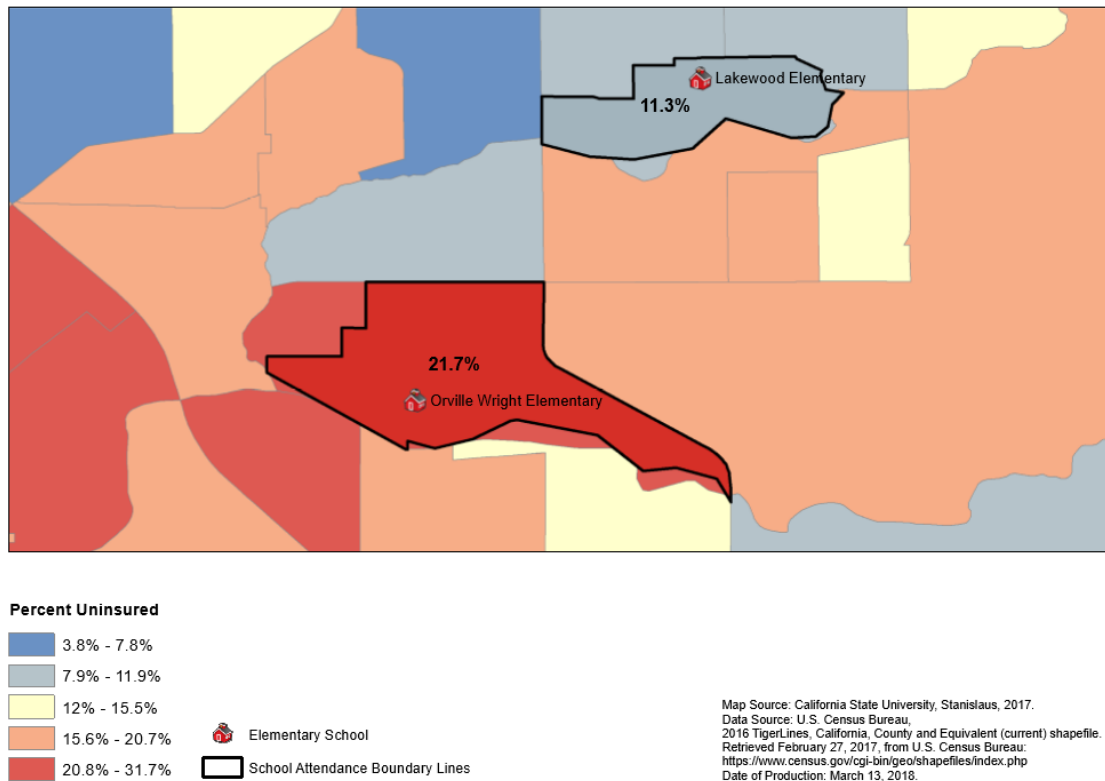 Lakewood Elementary
11.3%
21.7%
Orville Wright Elementary
Percent Uninsured
3.8% - 7.8%
7.9% - 11.9%
12% - 15.5%
15.6% - 20.7%
20.8% - 31.7%
Elementary School
School Attendance Boundary Lines
Map Source: California State University, Stanislaus, 2017.
Data Source: U.S. Census Bureau,
2016 TigerLines, California, County and Equivalent (current) shapefile.
Retrieved February 27, 2017, from U.S. Census Bureau:
https://www.census.gov/cgi-bin/geo/shapefiles/index.php
Date of Production: March 13, 2018.